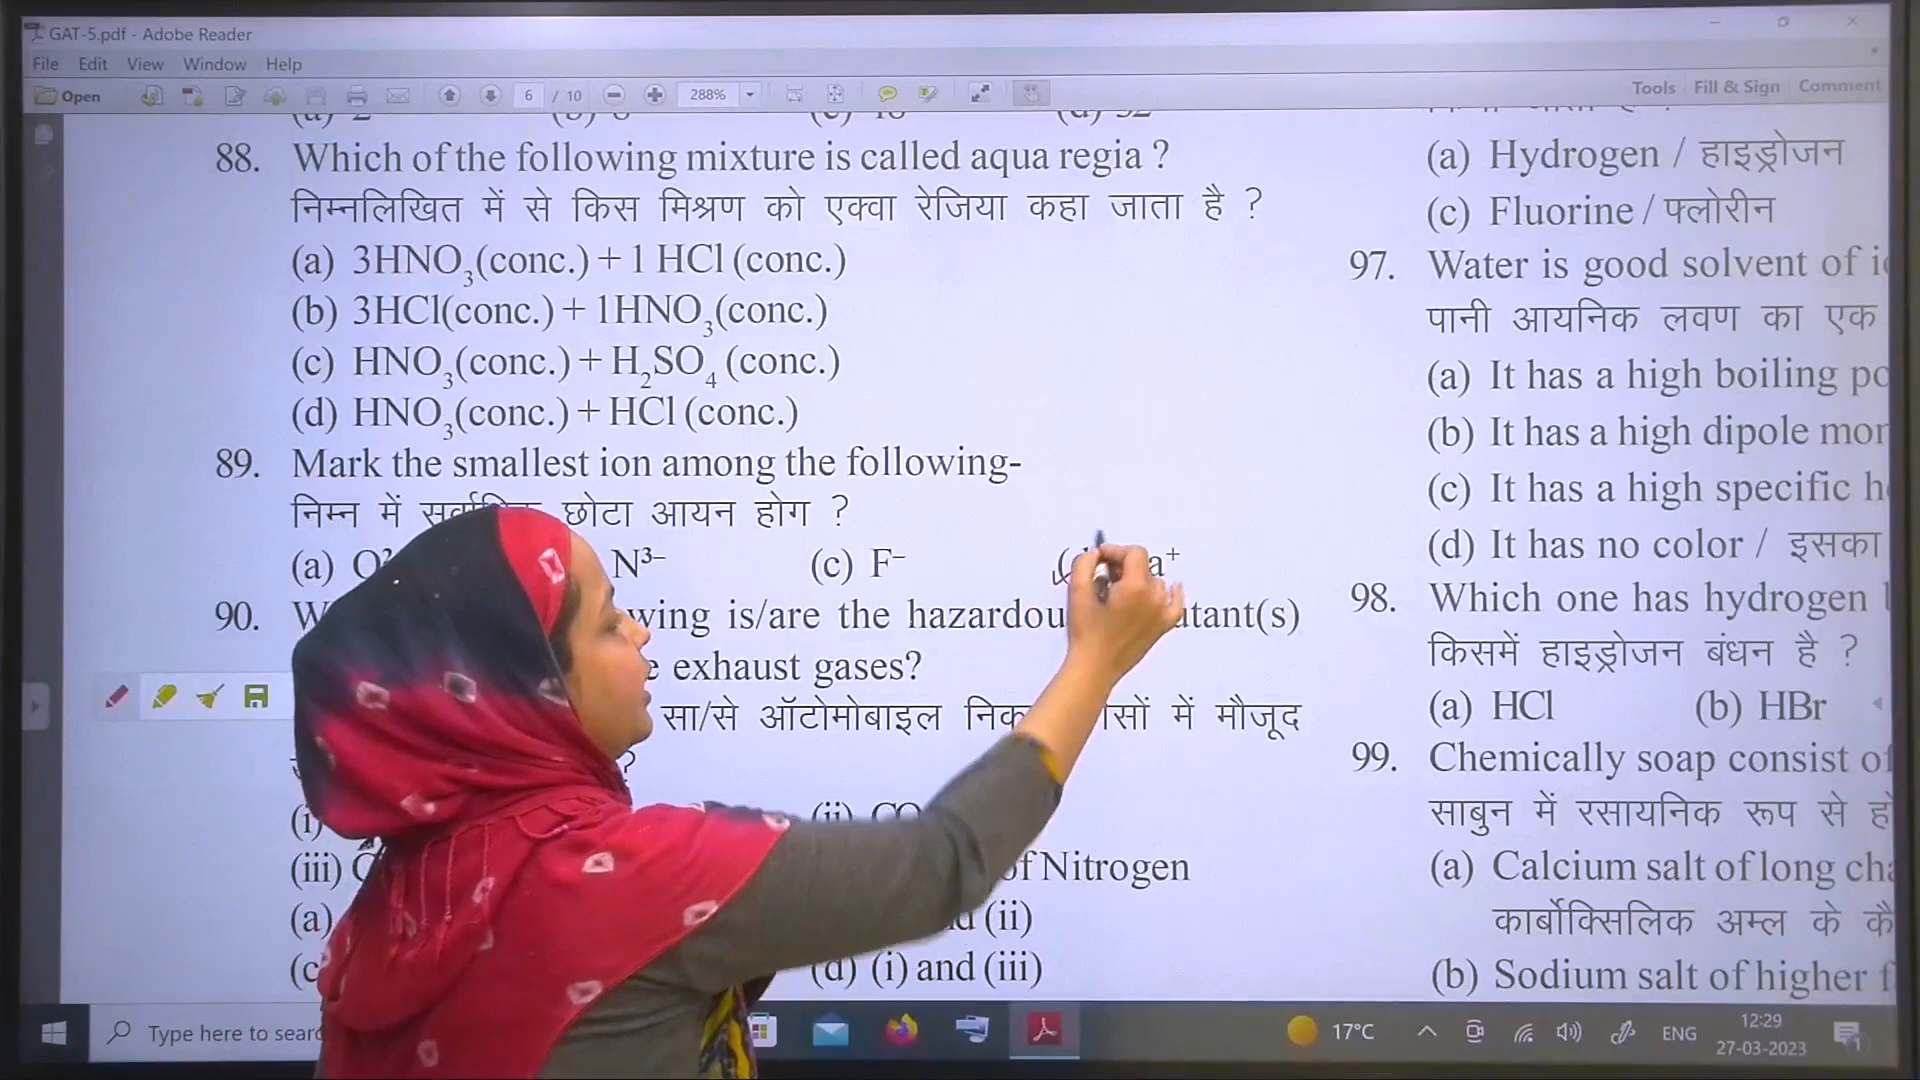 GAT-5.pdf - Adobe Reader
File Edit View Window Help
Open 6 / 10 288% Tools Fill & Sign Comment
88. Which of the following mixture is called aqua regia ?
निम्नलिखित में से किस मिश्रण को एक्वा रेजिया कहा जाता है ?
(a) 3HNO₃(conc.) + 1 HCl (conc.)
(b) 3HCl(conc.) + 1HNO₃(conc.)
(c) HNO₃(conc.) + H₂SO₄ (conc.)
(d) HNO₃(conc.) + HCl (conc.)
89. Mark the smallest ion among the following-
निम्न में छोटा आयन होग ?
(a) N³⁻ (c) F⁻ a⁺
90. is/are the hazardou utant(s)
exhaust gases?
सा/से ऑटोमोबाइल में मौजूद
?
(i) (ii)
(iii) of Nitrogen
(a) (ii)
(c (d) (i) and (iii)
(a) Hydrogen / हाइड्रोजन
(c) Fluorine / फ्लोरीन
97. Water is good solvent of
पानी आयनिक लवण का एक
(a) It has a high boiling
(b) It has a high dipole
(c) It has a high specific
(d) It has no color / इसका
98. Which one has hydrogen
किसमें हाइड्रोजन बंधन है ?
(a) HCl (b) HBr
99. Chemically soap consist of
साबुन में रसायनिक रूप से
(a) Calcium salt of long
कार्बोक्सिलिक अम्ल के
(b) Sodium salt of higher
Type here to 17°C ENG 12:29
27-03-2023